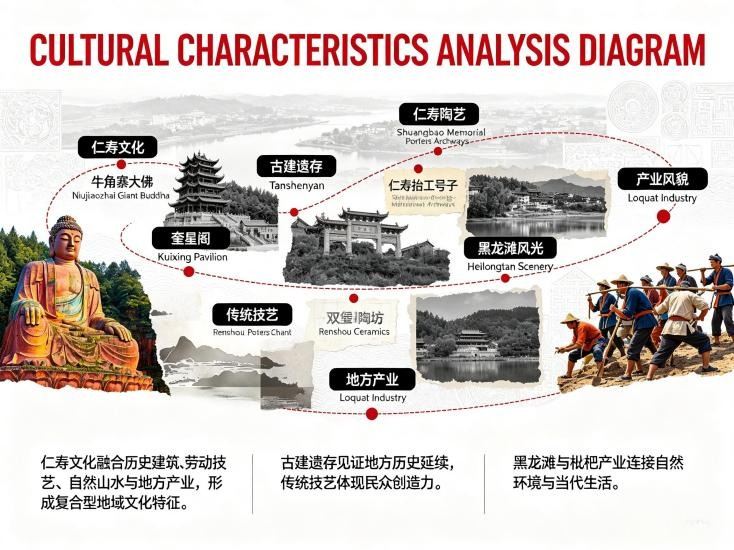 CULTURAL CHARACTERISTICS ANALYSIS DIAGRAM
仁寿陶艺
Shuangbao Memorial
Porters Archways
仁寿文化
牛角寨大佛
Niujiaozhai Giant Buddha
古建遗存
Tanshenyan
仁寿抬工号子
产业风貌
Loquat Industry
奎星阁
Kuixing Pavilion
黑龙滩风光
Heilongtan Scenery
传统技艺
Renshou Poters Chant
陶坊
Renshou Ceramics
地方产业
Loquat Industry
仁寿文化融合历史建筑、劳动技
艺、自然山水与地方产业，形
成复合型地域文化特征。
古建遗存见证地方历史延续，
传统技艺体现民众创造力。
黑龙滩与枇杷产业连接自然
环境与当代生活。